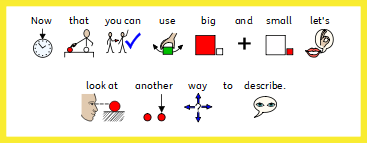 Now that you can use big and small let's
look at another way to describe.